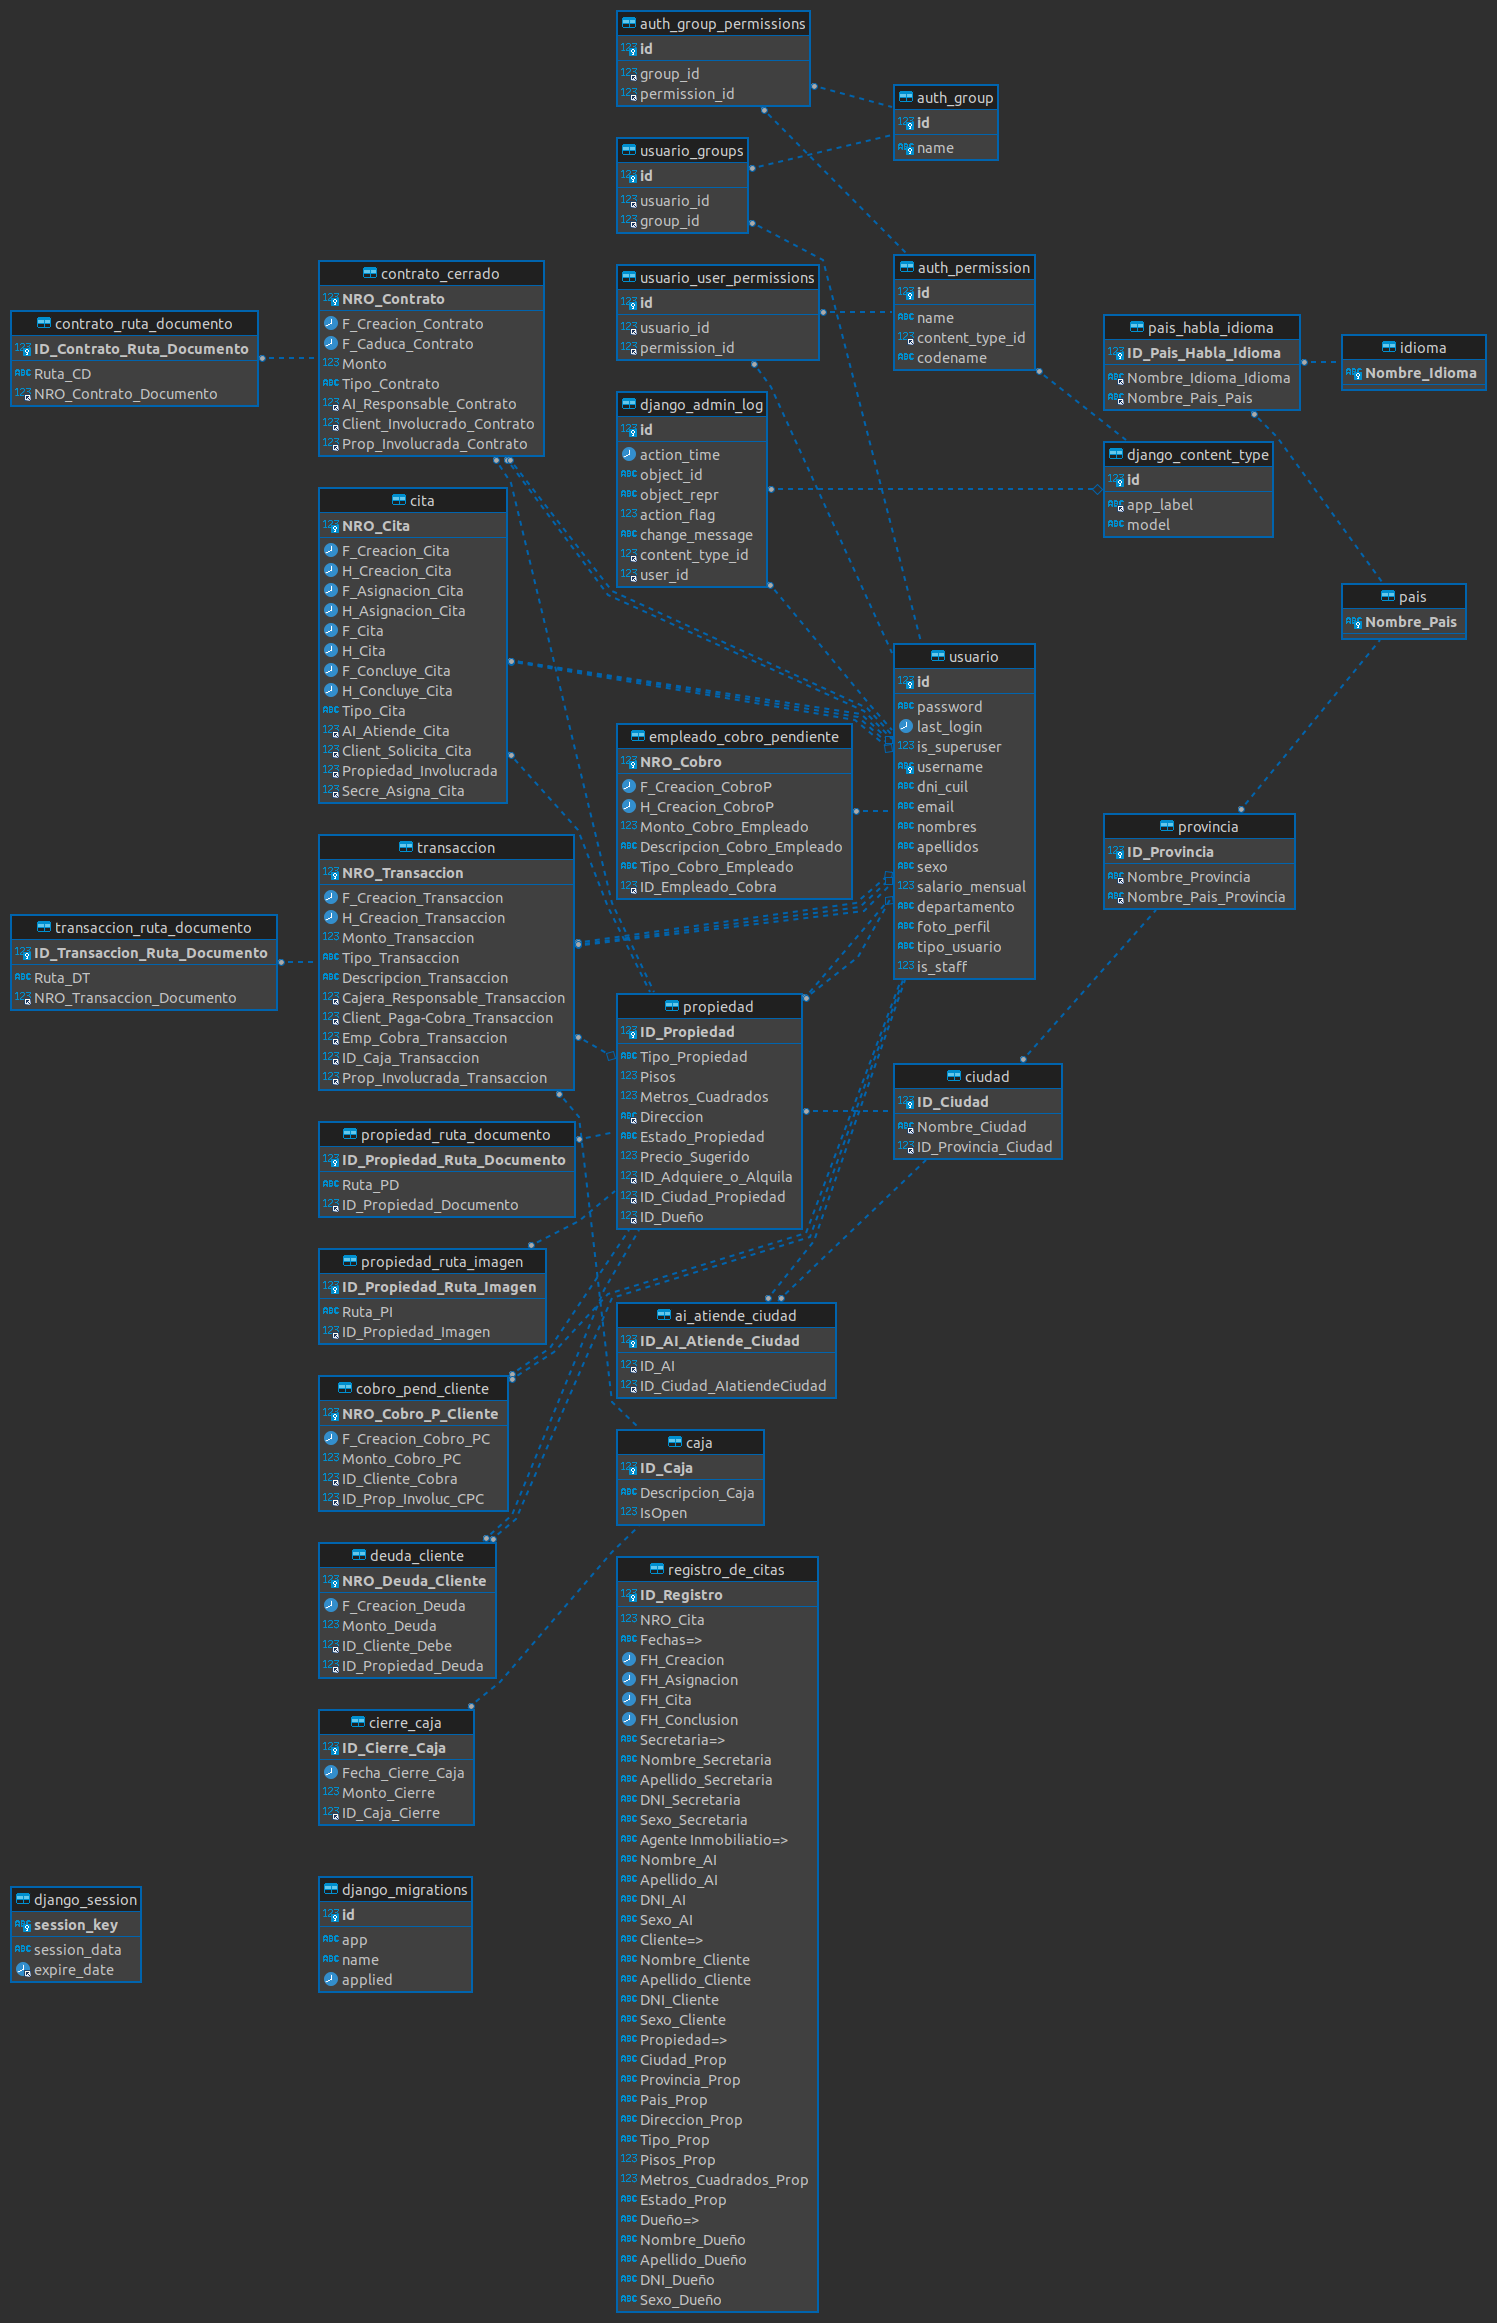 auth_group_permissions
id
group_id
permission_id
auth_group
id
name
usuario_groups
id
usuario_id
group_id
usuario_user_permissions
id
usuario_id
permission_id
auth_permission
id
name
content_type_id
codename
contrato_cerrado
NRO_Contrato
F_Creacion_Contrato
F_Caduca_Contrato
Monto
Tipo_Contrato
AI_Responsable_Contrato
Client_Involucrado_Contrato
Prop_Involucrada_Contrato
contrato_ruta_documento
ID_Contrato_Ruta_Documento
Ruta_CD
NRO_Contrato_Documento
pais_habla_idioma
ID_Pais_Habla_Idioma
Nombre_Idioma_Idioma
Nombre_Pais_Pais
idioma
Nombre_Idioma
django_admin_log
id
action_time
object_id
object_repr
action_flag
change_message
content_type_id
user_id
django_content_type
id
app_label
model
cita
NRO_Cita
F_Creacion_Cita
H_Creacion_Cita
F_Asignacion_Cita
H_Asignacion_Cita
F_Cita
H_Cita
F_Concluye_Cita
H_Concluye_Cita
Tipo_Cita
AI_Atiende_Cita
Client_Solicita_Cita
Propiedad_Involucrada
Secre_Asigna_Cita
pais
Nombre_Pais
usuario
id
password
last_login
is_superuser
username
dni_cuil
email
nombres
apellidos
sexo
salario_mensual
departamento
foto_perfil
tipo_usuario
is_staff
empleado_cobro_pendiente
NRO_Cobro
F_Creacion_CobroP
H_Creacion_CobroP
Monto_Cobro_Empleado
Descripcion_Cobro_Empleado
Tipo_Cobro_Empleado
ID_Empleado_Cobra
provincia
ID_Provincia
Nombre_Provincia
Nombre_Pais_Provincia
transaccion
NRO_Transaccion
F_Creacion_Transaccion
H_Creacion_Transaccion
Monto_Transaccion
Tipo_Transaccion
Descripcion_Transaccion
Cajera_Responsable_Transaccion
Client_Paga-Cobra_Transaccion
Emp_Cobra_Transaccion
ID_Caja_Transaccion
Prop_Involucrada_Transaccion
transaccion_ruta_documento
ID_Transaccion_Ruta_Documento
Ruta_DT
NRO_Transaccion_Documento
propiedad
ID_Propiedad
Tipo_Propiedad
Pisos
Metros_Cuadrados
Direccion
Estado_Propiedad
Precio_Sugerido
ID_Adquiere_o_Alquila
ID_Ciudad_Propiedad
ID_Dueño
ciudad
ID_Ciudad
Nombre_Ciudad
ID_Provincia_Ciudad
propiedad_ruta_documento
ID_Propiedad_Ruta_Documento
Ruta_PD
ID_Propiedad_Documento
propiedad_ruta_imagen
ID_Propiedad_Ruta_Imagen
Ruta_PI
ID_Propiedad_Imagen
ai_atiende_ciudad
ID_AI_Atiende_Ciudad
ID_AI
ID_Ciudad_AIatiendeCiudad
cobro_pend_cliente
NRO_Cobro_P_Cliente
F_Creacion_Cobro_PC
Monto_Cobro_PC
ID_Cliente_Cobra
ID_Prop_Involuc_CPC
caja
ID_Caja
Descripcion_Caja
IsOpen
deuda_cliente
NRO_Deuda_Cliente
F_Creacion_Deuda
Monto_Deuda
ID_Cliente_Debe
ID_Propiedad_Deuda
cierre_caja
ID_Cierre_Caja
Fecha_Cierre_Caja
Monto_Cierre
ID_Caja_Cierre
registro_de_citas
ID_Registro
NRO_Cita
Fechas=>
FH_Creacion
FH_Asignacion
FH_Cita
FH_Conclusion
Secretaria=>
Nombre_Secretaria
Apellido_Secretaria
DNI_Secretaria
Sexo_Secretaria
Agente Inmobiliatio=>
Nombre_AI
Apellido_AI
DNI_AI
Sexo_AI
Cliente=>
Nombre_Cliente
Apellido_Cliente
DNI_Cliente
Sexo_Cliente
Propiedad=>
Ciudad_Prop
Provincia_Prop
Pais_Prop
Direccion_Prop
Tipo_Prop
Pisos_Prop
Metros_Cuadrados_Prop
Estado_Prop
Dueño=>
Nombre_Dueño
Apellido_Dueño
DNI_Dueño
Sexo_Dueño
django_session
session_key
session_data
expire_date
django_migrations
id
app
name
applied